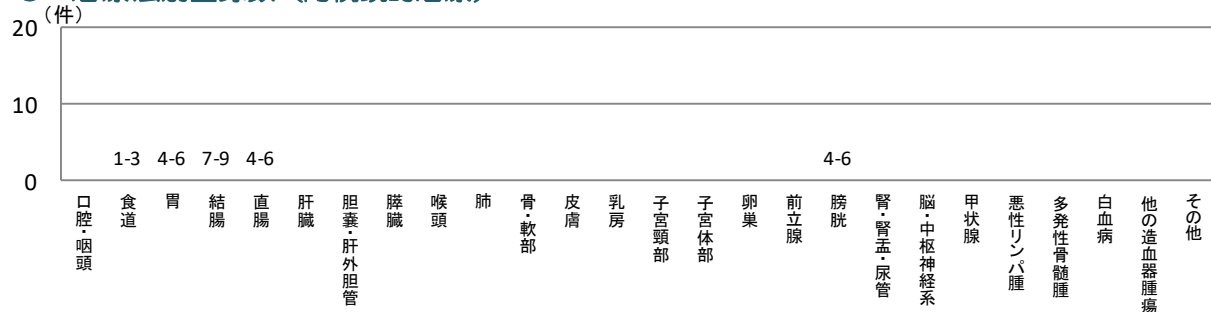 （件）
20
10
0
1-3 4-6 7-9 4-6 4-6
口腔・咽頭
食道
胃
結腸
直腸
肝臓
胆嚢・肝外胆管
膵臓
喉頭
肺
骨・軟部
皮膚
乳房
子宮頸部
子宮体部
卵巣
前立腺
膀胱
腎・腎盂・尿管
脳・中枢神経系
甲状腺
悪性リンパ腫
多発性骨髄腫
白血病
他の造血器腫瘍
その他